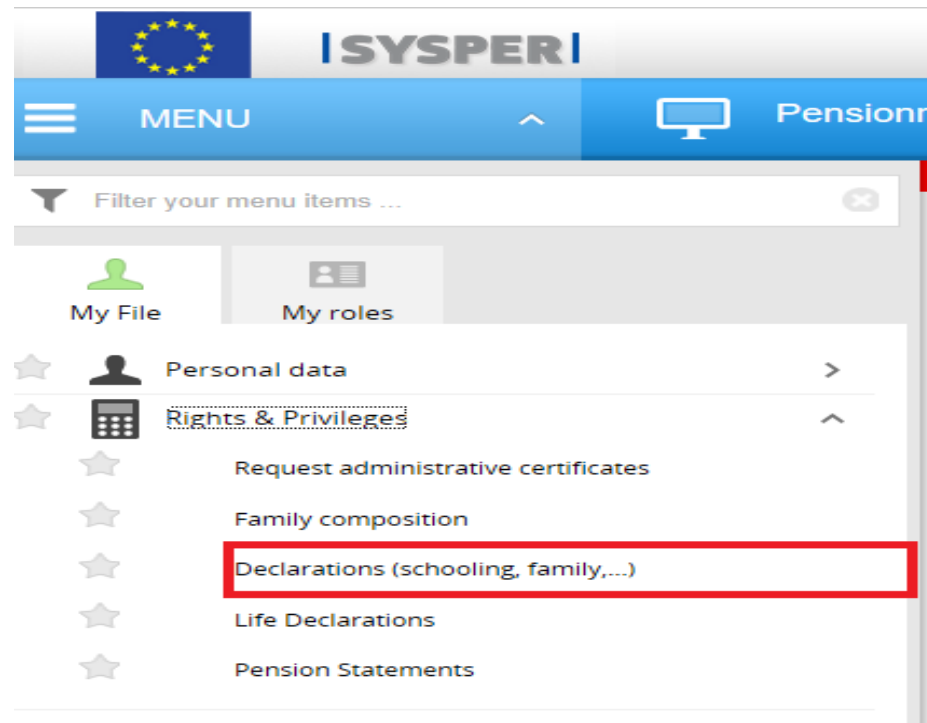 SYSPER
MENU
Pensionr
Filter your menu items ...
My File
My roles
Personal data
Rights & Privileges
Request administrative certificates
Family composition
Declarations (schooling, family,...)
Life Declarations
Pension Statements